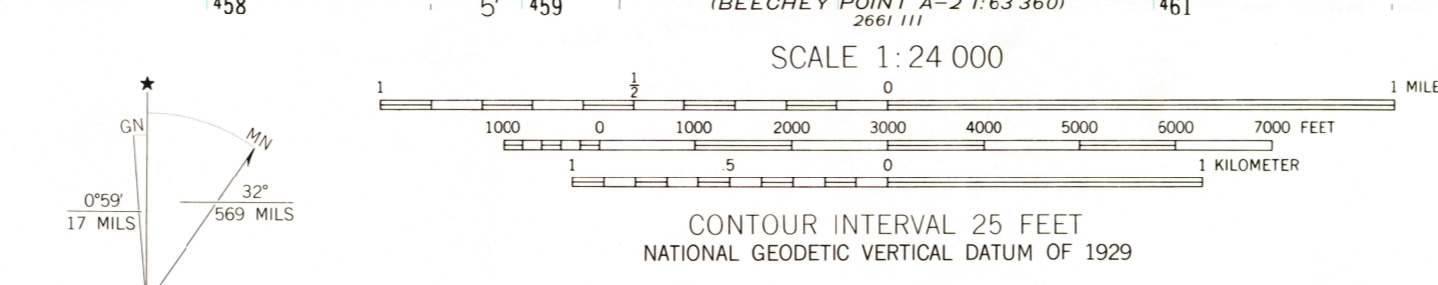 458 5' 459 (BEECHEY POINT A-2 1:63 360) 461
2661 III
SCALE 1:24 000
1 1/2 0 1 MILE
1000 0 1000 2000 3000 4000 5000 6000 7000 FEET
1 .5 0 1 KILOMETER
CONTOUR INTERVAL 25 FEET
NATIONAL GEODETIC VERTICAL DATUM OF 1929
★
GN MN
0°59' 32°
17 MILS 569 MILS